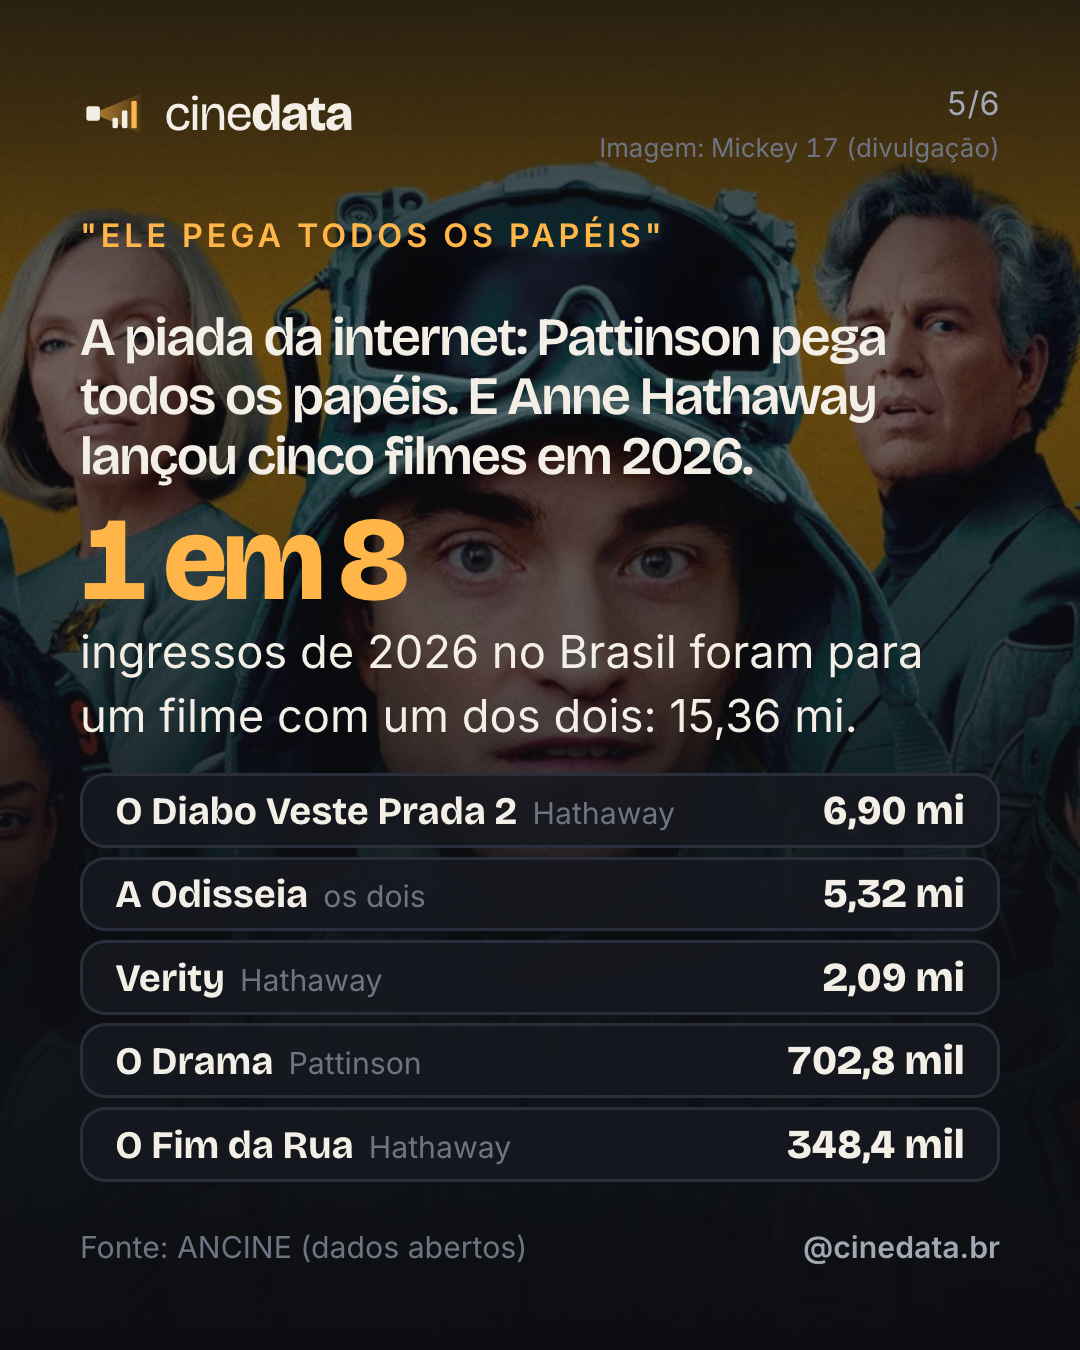 cinedata
5/6
Imagem: Mickey 17 (divulgação)
"ELE PEGA TODOS OS PAPÉIS"
A piada da internet: Pattinson pega
todos os papéis. E Anne Hathaway
lançou cinco filmes em 2026.
1 em 8
ingressos de 2026 no Brasil foram para
um filme com um dos dois: 15,36 mi.
O Diabo Veste Prada 2 Hathaway 6,90 mi
A Odisseia os dois 5,32 mi
Verity Hathaway 2,09 mi
O Drama Pattinson 702,8 mil
O Fim da Rua Hathaway 348,4 mil
Fonte: ANCINE (dados abertos)
@cinedata.br